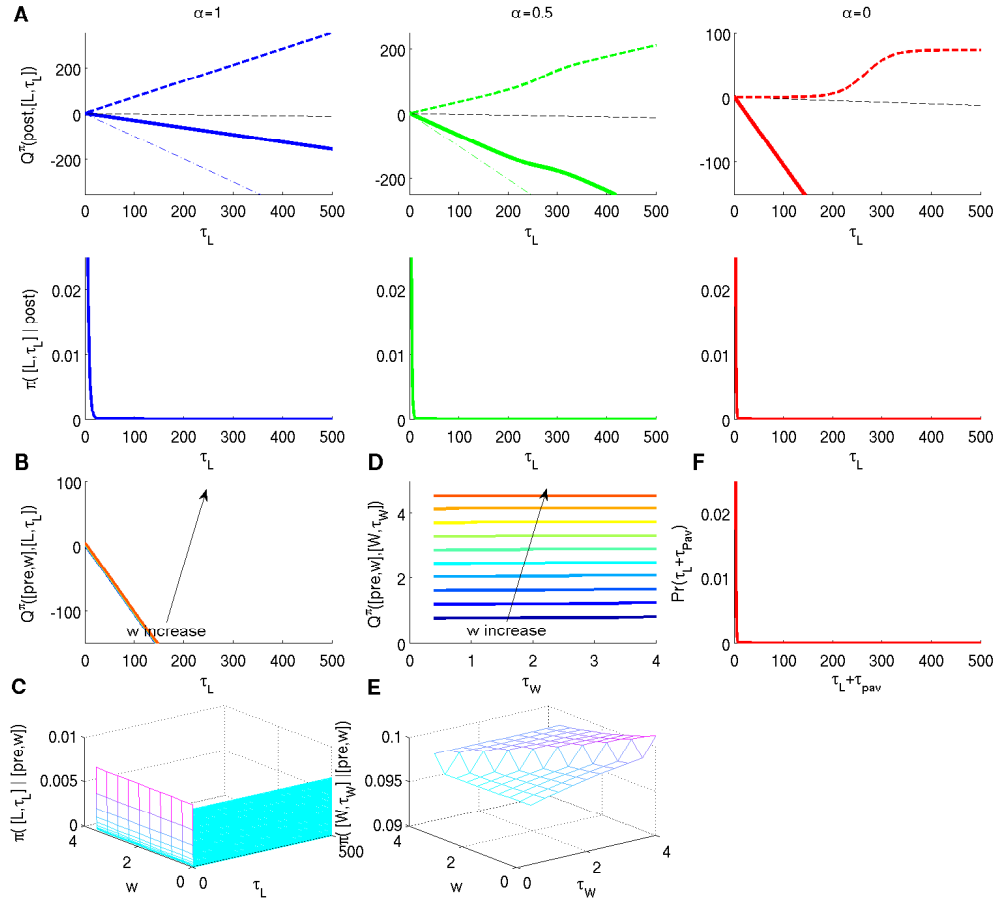 A
α=1
α=0.5
α=0
Q^π(post,[L,τ_L])
200
0
-200
0 100 200 300 400 500
τ_L
200
0
-200
0 100 200 300 400 500
τ_L
100
0
-100
0 100 200 300 400 500
τ_L
π( [L,τ_L] | post)
0.02
0.01
0
0 100 200 300 400 500
τ_L
0.02
0.01
0
0 100 200 300 400 500
τ_L
0.02
0.01
0
0 100 200 300 400 500
τ_L
B
Q^π([pre,w],[L,τ_L])
100
0
-100
w increase
0 100 200 300 400 500
τ_L
D
Q^π([pre,w],[W,τ_W])
4
2
0
w increase
0 1 2 3 4
τ_W
F
Pr(τ_L+τ_Pav)
0.02
0.01
0
0 100 200 300 400 500
τ_L+τ_pav
C
π( [L,τ_L] | [pre,w])
0.01
0.005
0
4
2
0
w
0
500
τ_L
E
π( [W,τ_W] | [pre,w])
0.1
0.095
0.09
4
2
0
w
0
2
4
τ_W